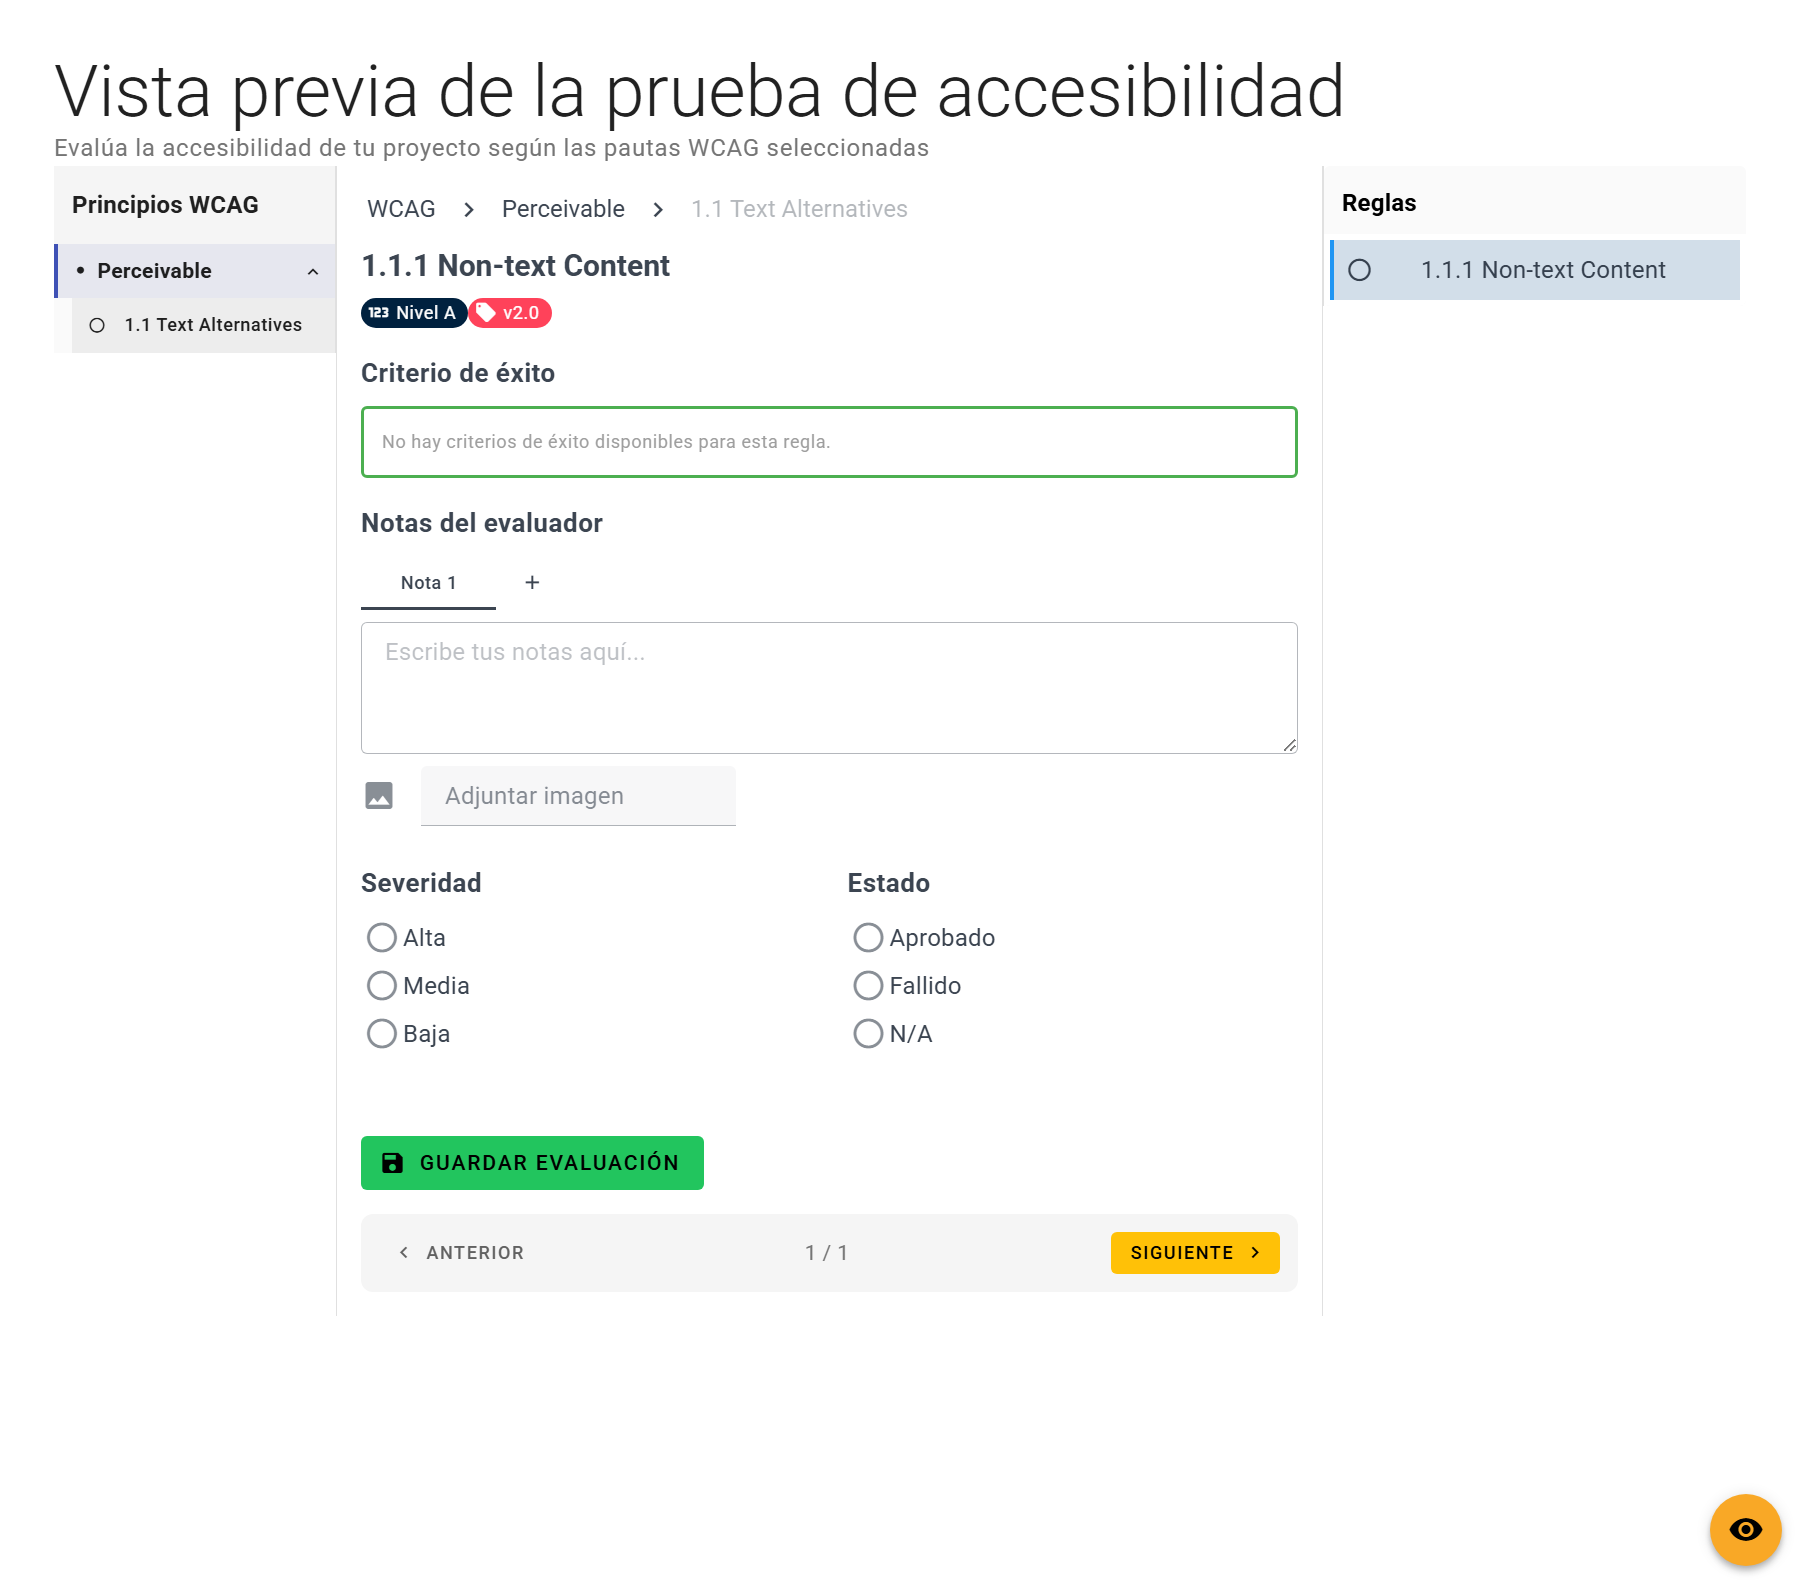 Vista previa de la prueba de accesibilidad
Evalúa la accesibilidad de tu proyecto según las pautas WCAG seleccionadas
Principios WCAG
• Perceivable
1.1 Text Alternatives
WCAG > Perceivable > 1.1 Text Alternatives
1.1.1 Non-text Content
123 Nivel A v2.0
Criterio de éxito
No hay criterios de éxito disponibles para esta regla.
Notas del evaluador
Nota 1 +
Escribe tus notas aquí...
Adjuntar imagen
Severidad
Alta
Media
Baja
Estado
Aprobado
Fallido
N/A
GUARDAR EVALUACIÓN
ANTERIOR
1 / 1
SIGUIENTE
Reglas
1.1.1 Non-text Content